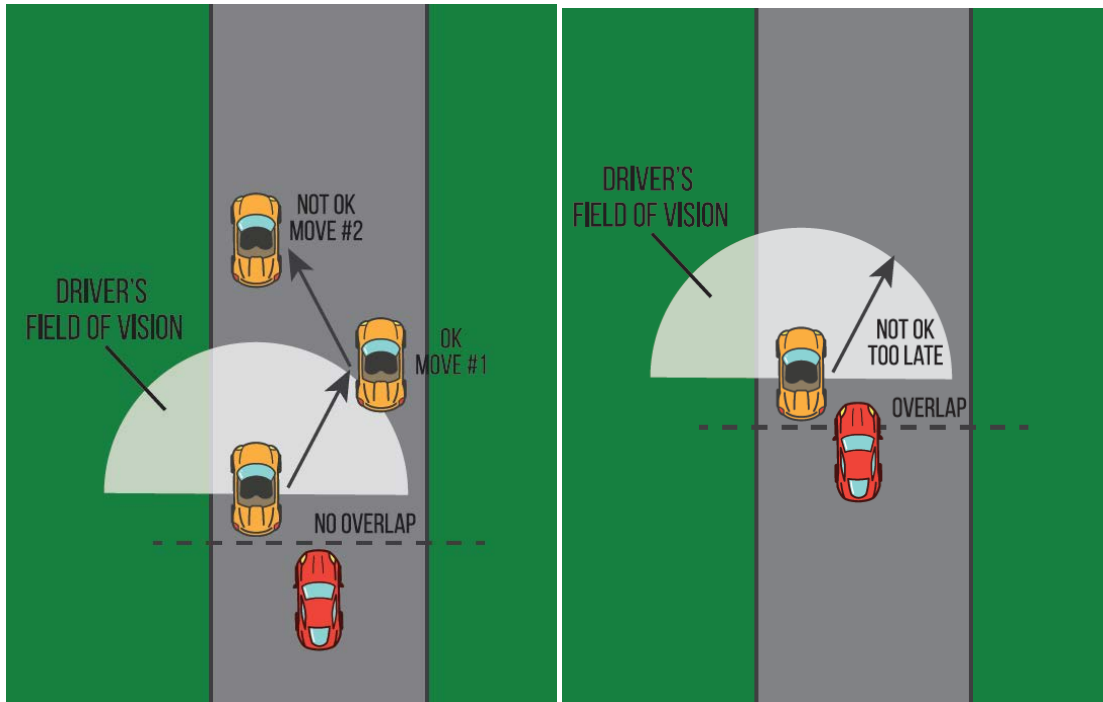 NOT OK
MOVE #2
DRIVER'S
FIELD OF VISION
OK
MOVE #1
NO OVERLAP
DRIVER'S
FIELD OF VISION
NOT OK
TOO LATE
OVERLAP